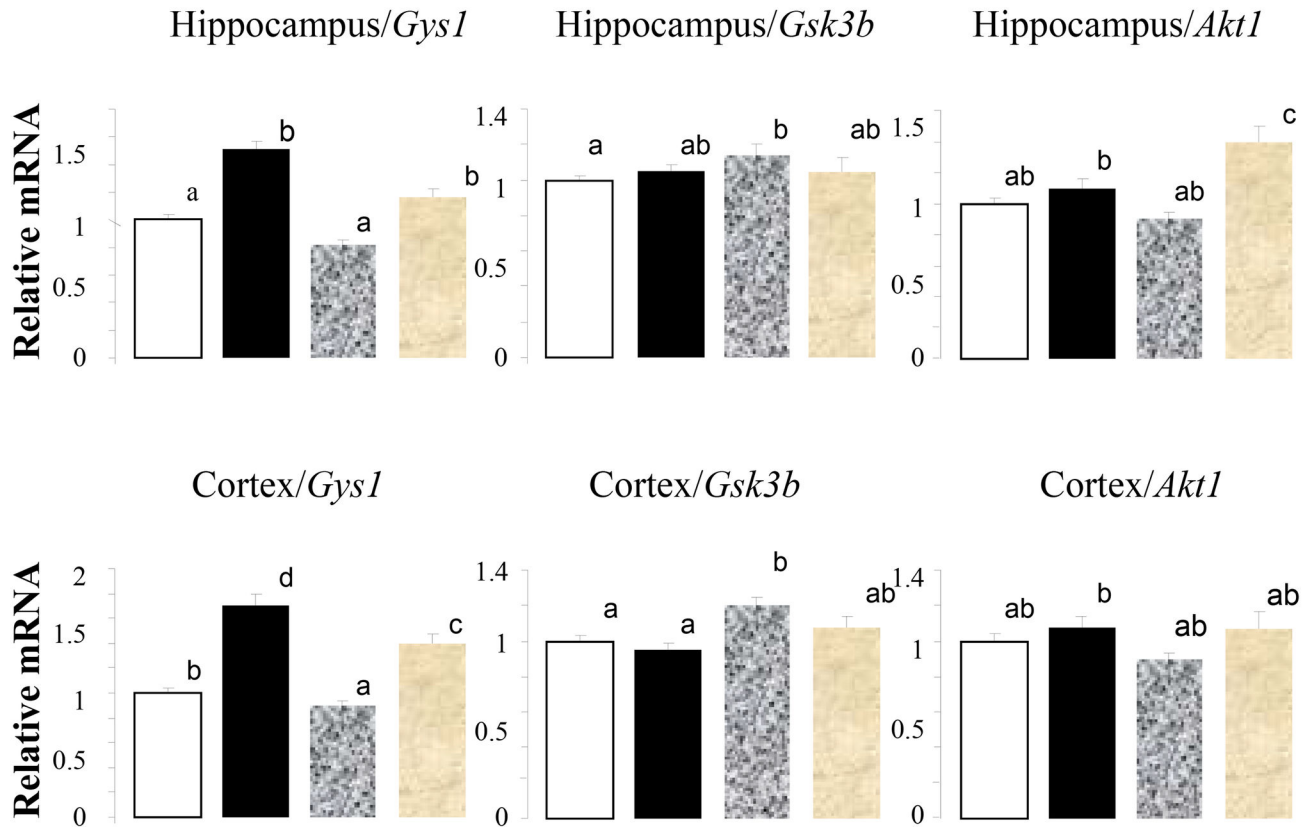 Hippocampus/Gys1
Hippocampus/Gsk3b
Hippocampus/Akt1
Relative mRNA
1.5
1
0.5
0
a
b
a
b
1.4
1
0.5
0
a
ab
b
ab
1.5
1
0.5
0
ab
b
ab
c
Cortex/Gys1
Cortex/Gsk3b
Cortex/Akt1
Relative mRNA
2
1.5
1
0.5
0
b
d
a
c
1.4
1
0.5
0
a
a
b
ab
1.4
1
0.5
0
ab
b
ab
ab